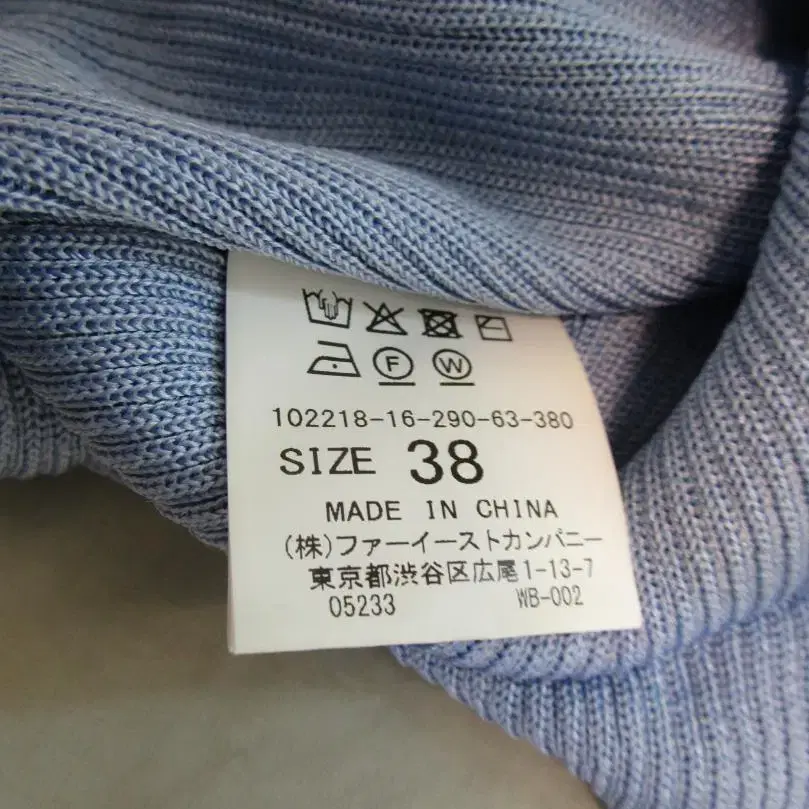 F W
102218-16-290-63-380
SIZE 38
MADE IN CHINA
(株)ファーイーストカンパニー
東京都渋谷区広尾1-13-7
05233 WB-002